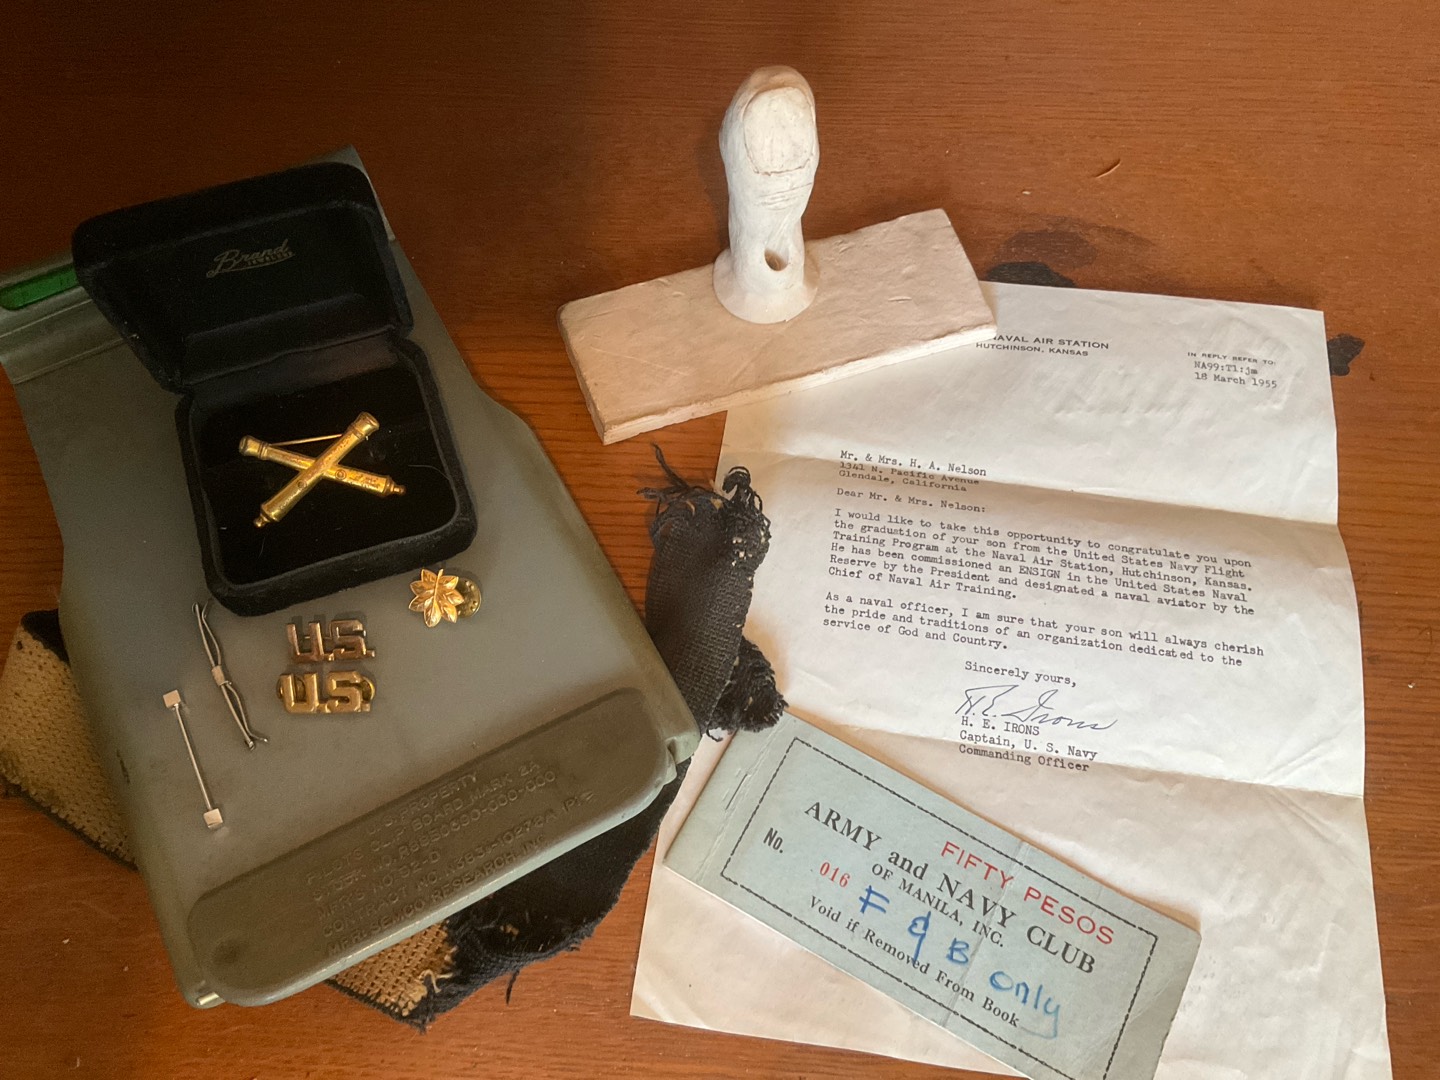 Brand
NAVAL AIR STATION
HUTCHINSON, KANSAS
IN REPLY REFER TO:
NA99:T1:jm
18 March 1955
Mr. & Mrs. H. A. Nelson
1341 N. Pacific Avenue
Glendale, California
Dear Mr. & Mrs. Nelson:
I would like to take this opportunity to congratulate you upon
the graduation of your son from the United States Navy Flight
Training Program at the Naval Air Station, Hutchinson, Kansas.
He has been commissioned an ENSIGN in the United States Naval
Reserve by the President and designated a naval aviator by the
Chief of Naval Air Training.
As a naval officer, I am sure that your son will always cherish
the pride and traditions of an organization dedicated to the
service of God and Country.
Sincerely yours,
H. E. Irons
H. E. IRONS
Captain, U. S. Navy
Commanding Officer
U.S.
U.S.
U.S. PROPERTY
CLIP BOARD MARK 2A
FIFTY PESOS
ARMY and NAVY CLUB
OF MANILA, INC.
No. 016
F & B only
Void if Removed From Book